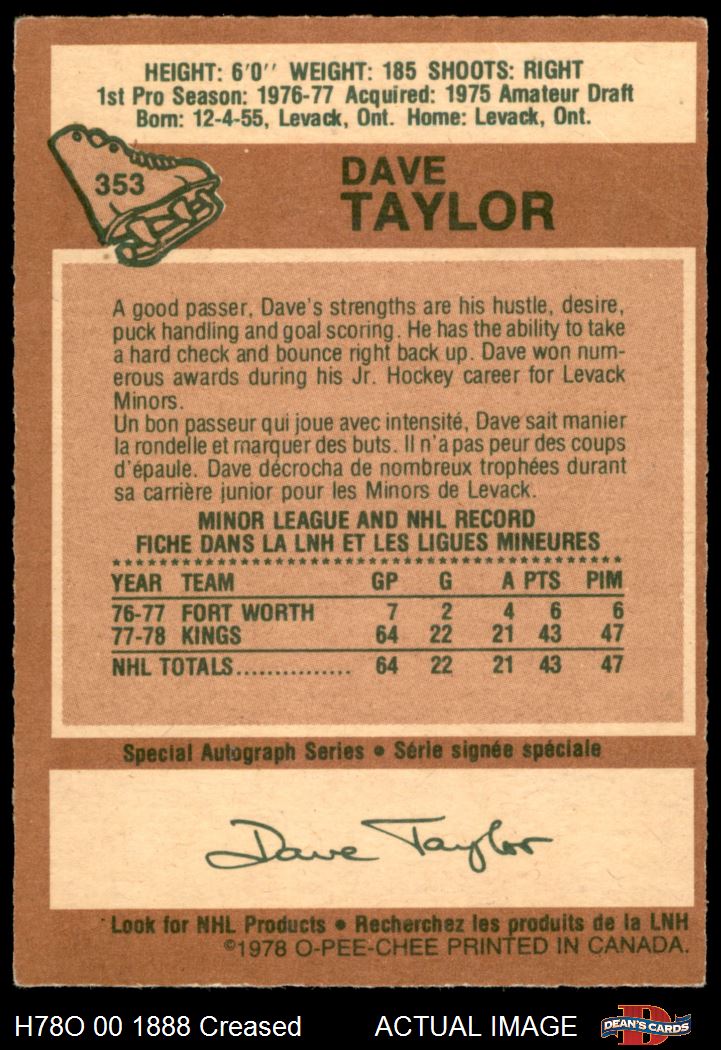 HEIGHT: 6'0'' WEIGHT: 185 SHOOTS: RIGHT
1st Pro Season: 1976-77 Acquired: 1975 Amateur Draft
Born: 12-4-55, Levack, Ont. Home: Levack, Ont.
353
DAVE
TAYLOR
A good passer, Dave's strengths are his hustle, desire,
puck handling and goal scoring. He has the ability to take
a hard check and bounce right back up. Dave won num-
erous awards during his Jr. Hockey career for Levack
Minors.
Un bon passeur qui joue avec intensité, Dave sait manier
la rondelle et marquer des buts. Il n'a pas peur des coups
d'épaule. Dave décrocha de nombreux trophées durant
sa carrière junior pour les Minors de Levack.
MINOR LEAGUE AND NHL RECORD
FICHE DANS LA LNH ET LES LIGUES MINEURES
YEAR TEAM GP G A PTS PIM
76-77 FORT WORTH 7 2 4 6 6
77-78 KINGS 64 22 21 43 47
NHL TOTALS............... 64 22 21 43 47
Special Autograph Series • Série signée spéciale
Dave Taylor
Look for NHL Products • Recherchez les produits de la LNH
©1978 O-PEE-CHEE PRINTED IN CANADA.
H78O 00 1888 Creased ACTUAL IMAGE D DEAN'S CARDS